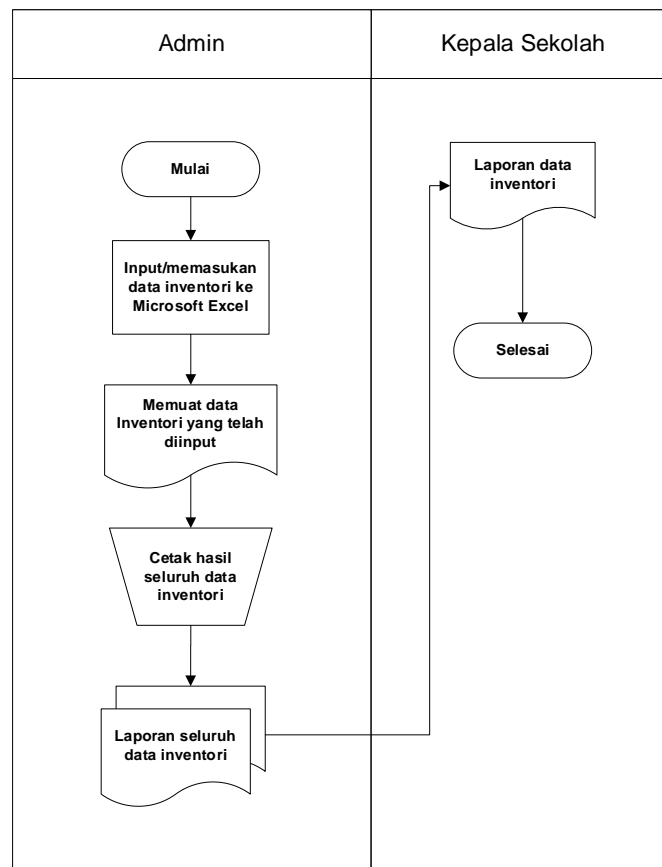 Admin
Kepala Sekolah
Mulai
Input/memasukan
data inventori ke
Microsoft Excel
Memuat data
Inventori yang telah
diinput
Cetak hasil
seluruh data
inventori
Laporan seluruh
data inventori
Laporan data
inventori
Selesai